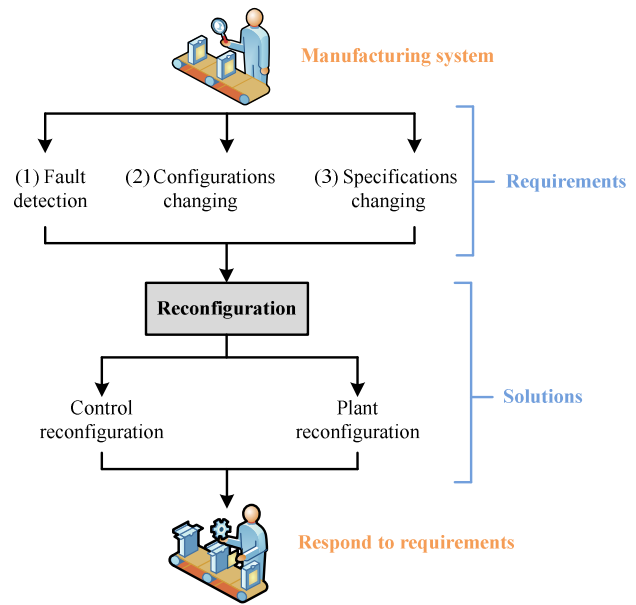 Manufacturing system
(1) Fault
detection
(2) Configurations
changing
(3) Specifications
changing
Requirements
Reconfiguration
Control
reconfiguration
Plant
reconfiguration
Solutions
Respond to requirements